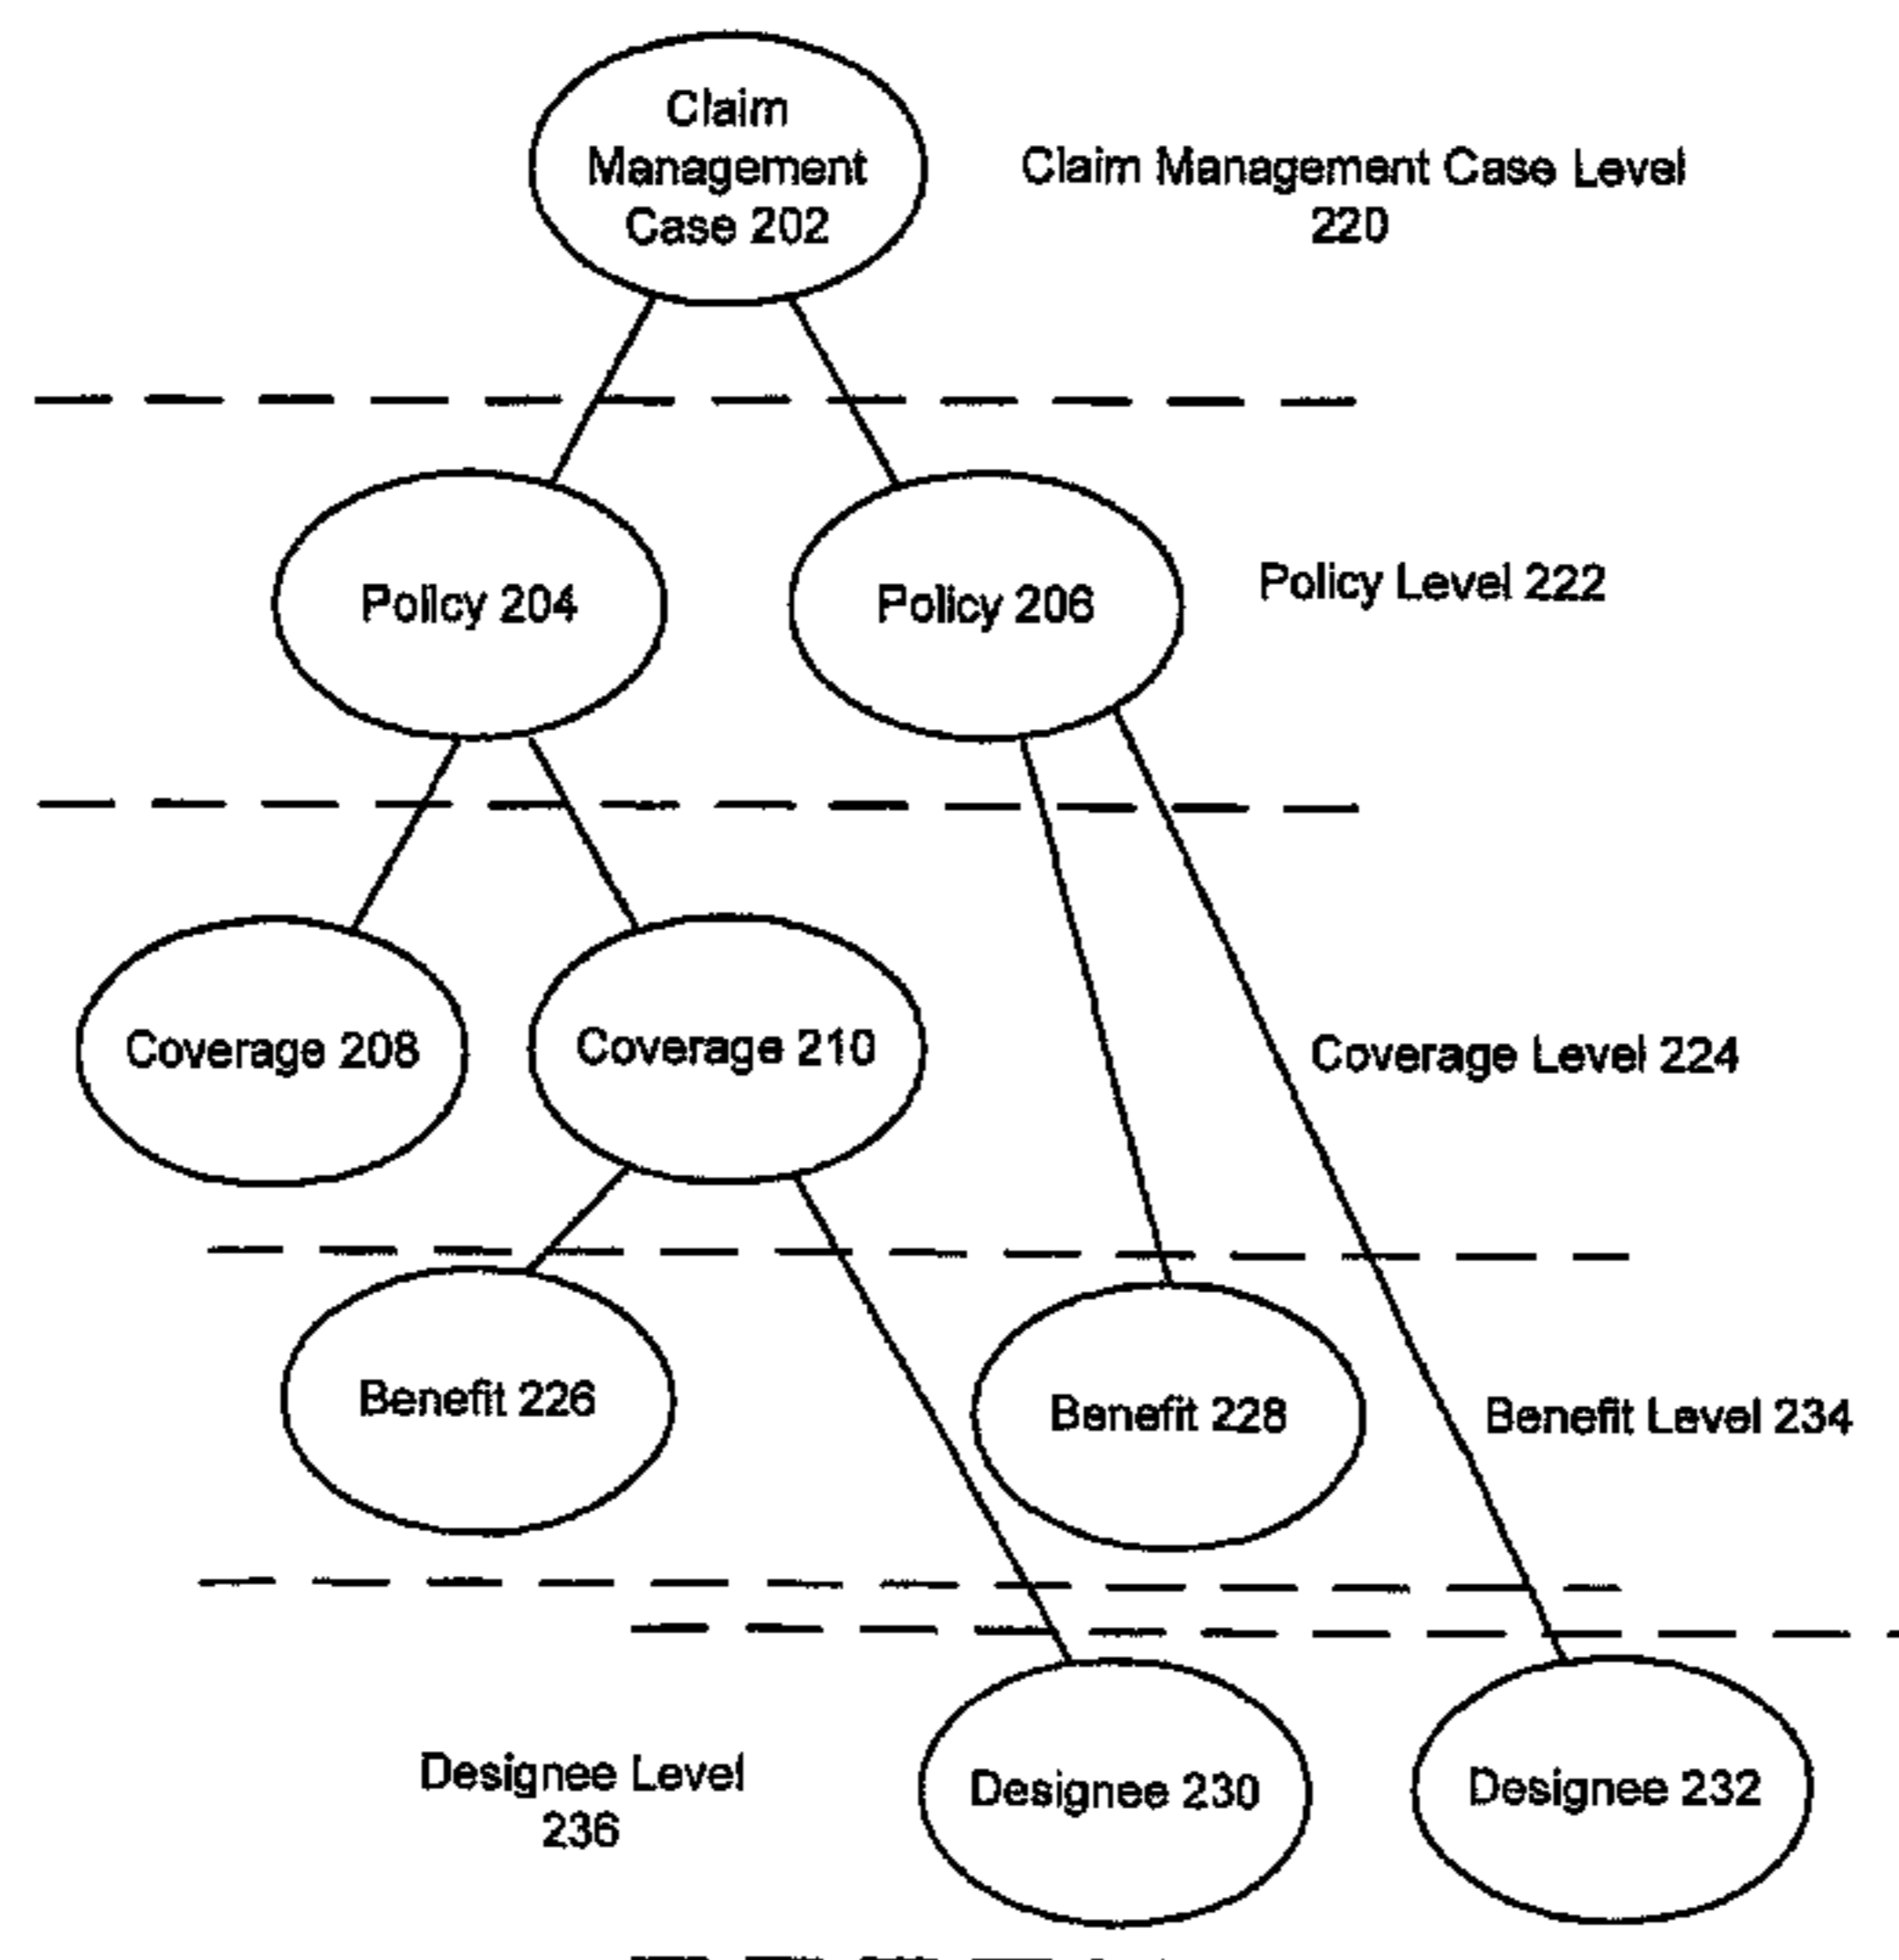 Claim
Management
Case 202
Claim Management Case Level
220
Policy 204
Policy 206
Policy Level 222
Coverage 208
Coverage 210
Coverage Level 224
Benefit 226
Benefit 228
Benefit Level 234
Designee Level
236
Designee 230
Designee 232